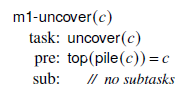 m1-uncover(c)
task: uncover(c)
pre: top(pile(c)) = c
sub: // no subtasks